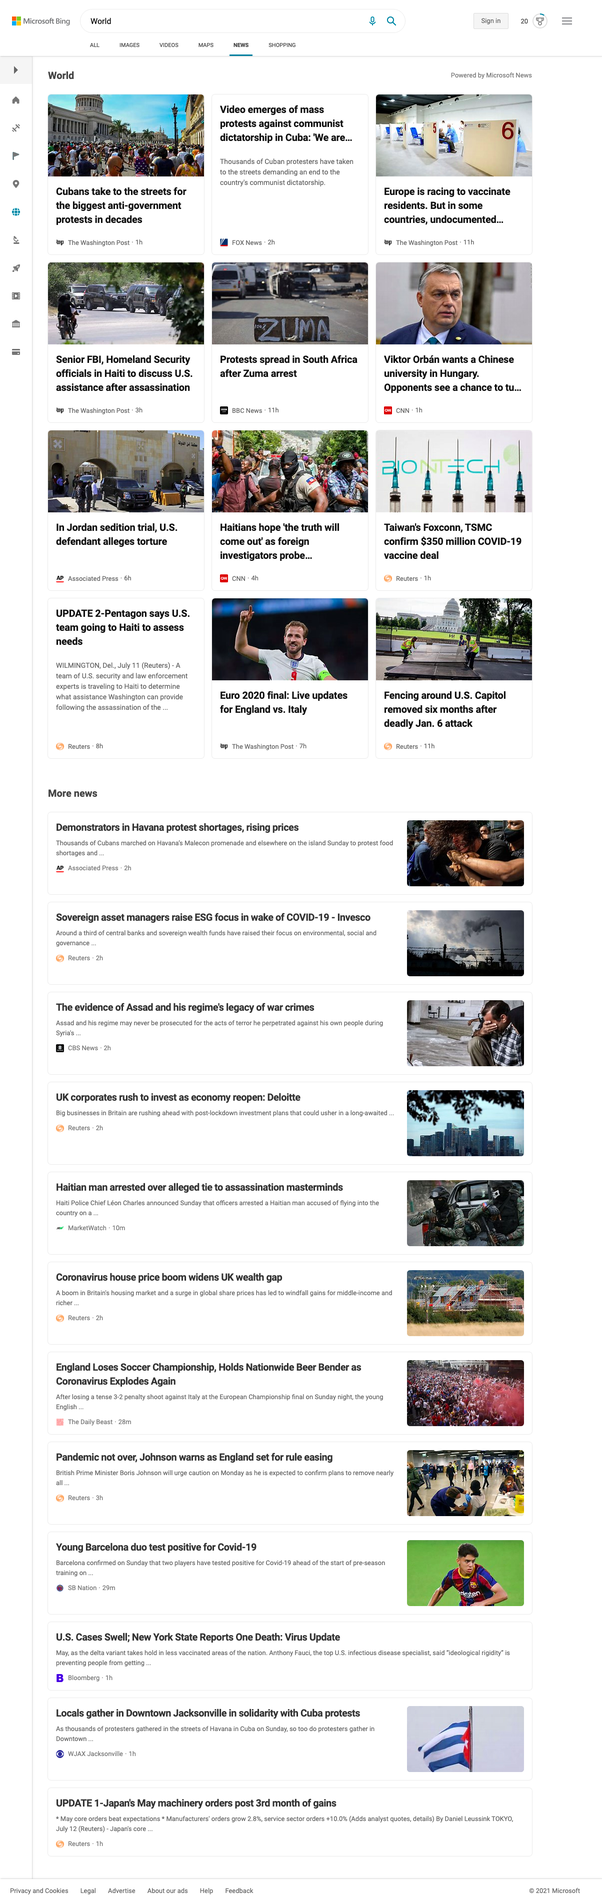 Microsoft Bing
World
Sign in
20
ALL IMAGES VIDEOS MAPS NEWS SHOPPING
World
Powered by Microsoft News
Cubans take to the streets for
the biggest anti-government
protests in decades
wp The Washington Post · 1h
Video emerges of mass
protests against communist
dictatorship in Cuba: 'We are...
Thousands of Cuban protesters have taken
to the streets demanding an end to the
country's communist dictatorship.
FOX News · 2h
5
6
Europe is racing to vaccinate
residents. But in some
countries, undocumented...
wp The Washington Post · 11h
Senior FBI, Homeland Security
officials in Haiti to discuss U.S.
assistance after assassination
wp The Washington Post · 3h
ZUMA
Protests spread in South Africa
after Zuma arrest
BBC News · 11h
Viktor Orbán wants a Chinese
university in Hungary.
Opponents see a chance to tu...
CNN CNN · 1h
In Jordan sedition trial, U.S.
defendant alleges torture
AP Associated Press · 6h
Haitians hope 'the truth will
come out' as foreign
investigators probe...
CNN CNN · 4h
BIONTECH
Taiwan's Foxconn, TSMC
confirm $350 million COVID-19
vaccine deal
Reuters · 1h
UPDATE 2-Pentagon says U.S.
team going to Haiti to assess
needs
WILMINGTON, Del., July 11 (Reuters) - A
team of U.S. security and law enforcement
experts is traveling to Haiti to determine
what assistance Washington can provide
following the assassination of the ...
Reuters · 8h
9
Euro 2020 final: Live updates
for England vs. Italy
wp The Washington Post · 7h
Fencing around U.S. Capitol
removed six months after
deadly Jan. 6 attack
Reuters · 11h
More news
Demonstrators in Havana protest shortages, rising prices
Thousands of Cubans marched on Havana's Malecon promenade and elsewhere on the island Sunday to protest food
shortages and ...
AP Associated Press · 2h
Sovereign asset managers raise ESG focus in wake of COVID-19 - Invesco
Around a third of central banks and sovereign wealth funds have raised their focus on environmental, social and
governance ...
Reuters · 2h
The evidence of Assad and his regime's legacy of war crimes
Assad and his regime may never be prosecuted for the acts of terror he perpetrated against his own people during
Syria's ...
CBS News · 2h
UK corporates rush to invest as economy reopen: Deloitte
Big businesses in Britain are rushing ahead with post-lockdown investment plans that could usher in a long-awaited ...
Reuters · 2h
Haitian man arrested over alleged tie to assassination masterminds
Haiti Police Chief Léon Charles announced Sunday that officers arrested a Haitian man accused of flying into the
country on a ...
MarketWatch · 10m
Coronavirus house price boom widens UK wealth gap
A boom in Britain's housing market and a surge in global share prices has led to windfall gains for middle-income and
richer ...
Reuters · 2h
England Loses Soccer Championship, Holds Nationwide Beer Bender as
Coronavirus Explodes Again
After losing a tense 3-2 penalty shoot against Italy at the European Championship final on Sunday night, the young
English ...
The Daily Beast · 28m
Pandemic not over, Johnson warns as England set for rule easing
British Prime Minister Boris Johnson will urge caution on Monday as he is expected to confirm plans to remove nearly
all ...
Reuters · 3h
Young Barcelona duo test positive for Covid-19
Barcelona confirmed on Sunday that two players have tested positive for Covid-19 ahead of the start of pre-season
training on ...
SB Nation · 29m
U.S. Cases Swell; New York State Reports One Death: Virus Update
May, as the delta variant takes hold in less vaccinated areas of the nation. Anthony Fauci, the top U.S. infectious disease specialist, said "ideological rigidity" is
preventing people from getting ...
B Bloomberg · 1h
Locals gather in Downtown Jacksonville in solidarity with Cuba protests
As thousands of protesters gathered in the streets of Havana in Cuba on Sunday, so too do protesters gather in
Downtown ...
WJAX Jacksonville · 1h
UPDATE 1-Japan's May machinery orders post 3rd month of gains
* May core orders beat expectations * Manufacturers' orders grow 2.8%, service sector orders +10.0% (Adds analyst quotes, details) By Daniel Leussink TOKYO,
July 12 (Reuters) - Japan's core ...
Reuters · 1h
Privacy and Cookies Legal Advertise About our ads Help Feedback
© 2021 Microsoft